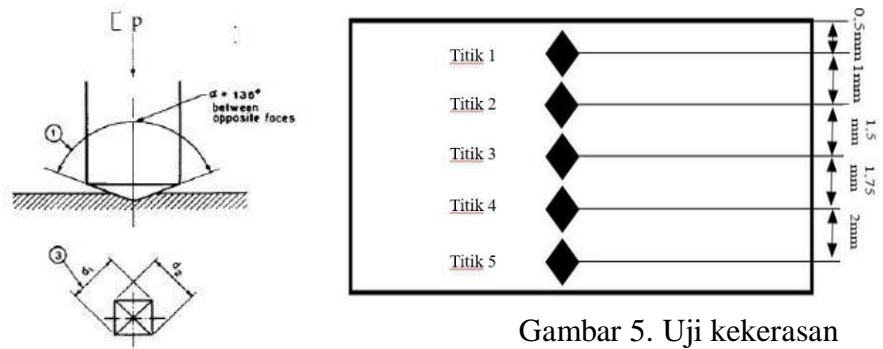 [ p
α = 136°
between
opposite faces
1
3
d1
d2
Titik 1
Titik 2
Titik 3
Titik 4
Titik 5
0.5mm
1mm
1,5
mm
1.75
mm
2mm
Gambar 5. Uji kekerasan